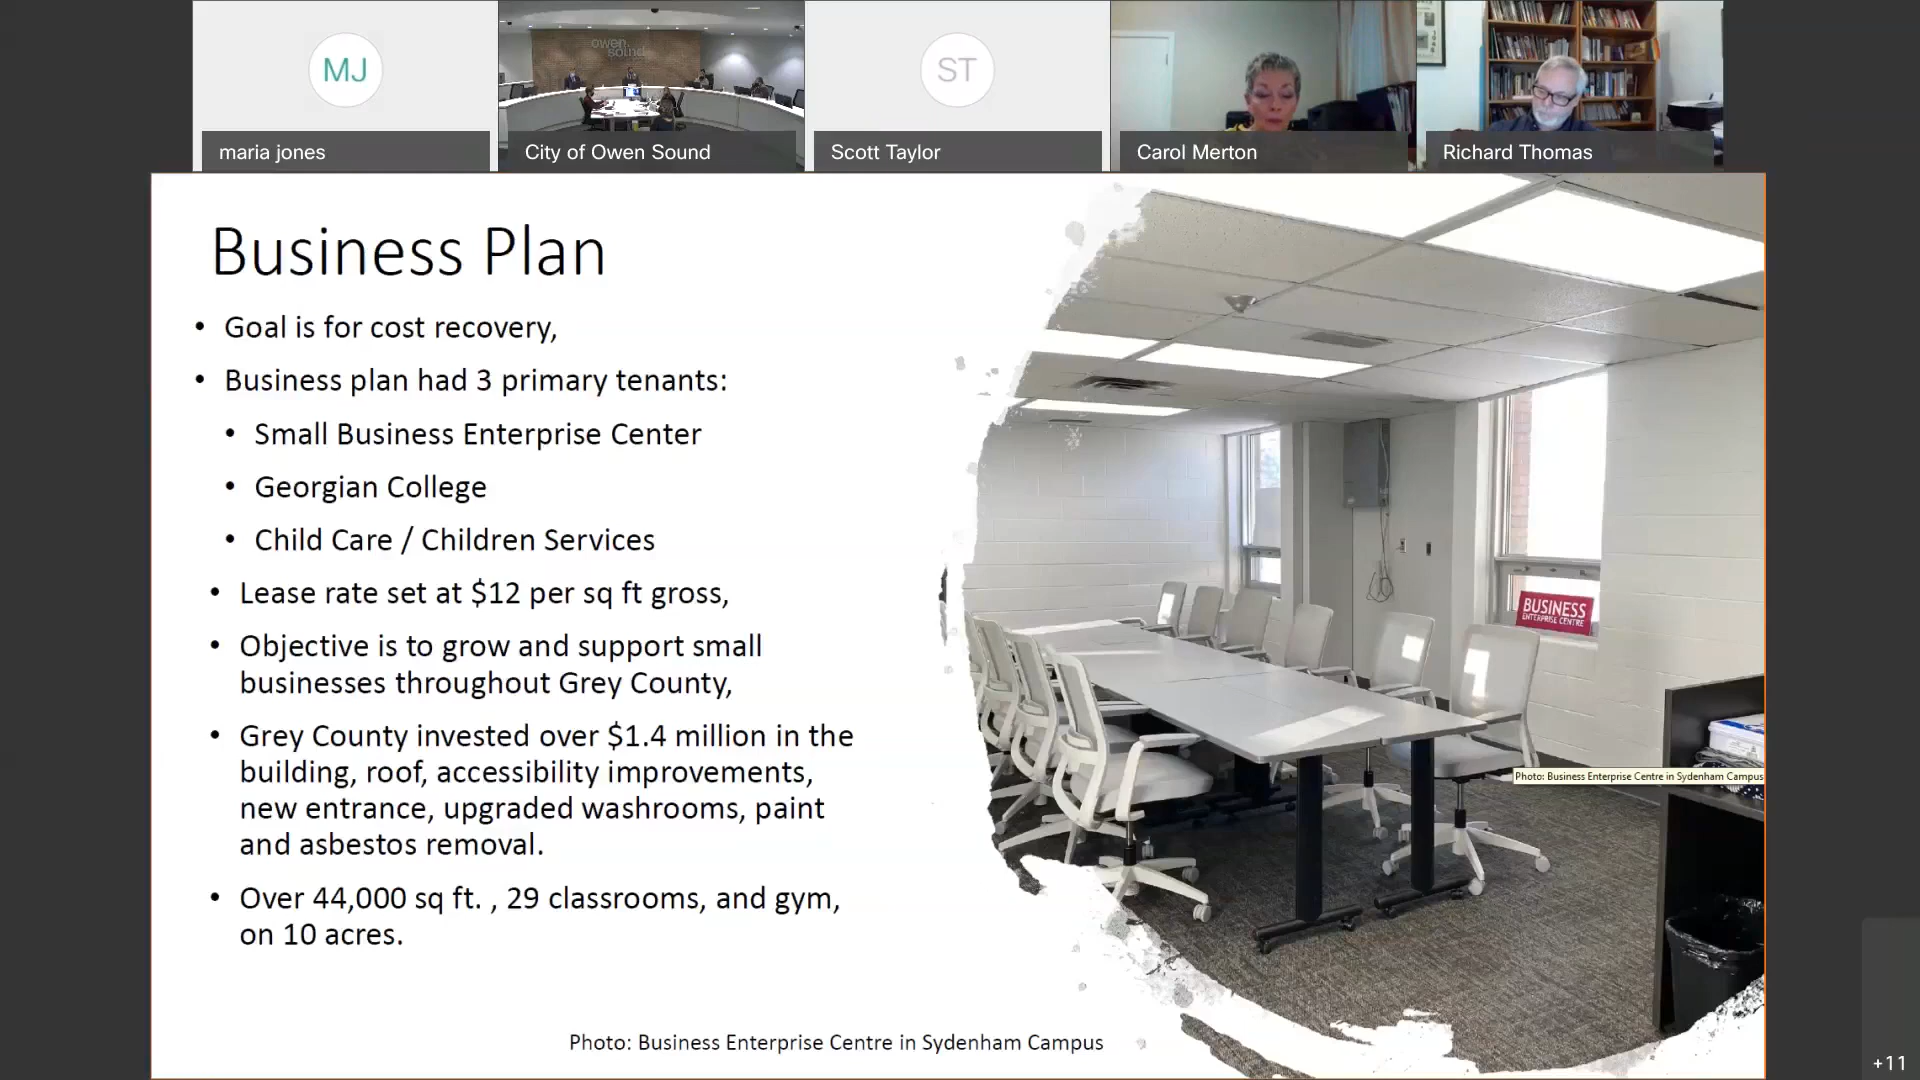 MJ
ST
owen
sound
maria jones
City of Owen Sound
Scott Taylor
Carol Merton
Richard Thomas
Business Plan
• Goal is for cost recovery,
• Business plan had 3 primary tenants:
• Small Business Enterprise Center
• Georgian College
• Child Care / Children Services
• Lease rate set at $12 per sq ft gross,
• Objective is to grow and support small
businesses throughout Grey County,
• Grey County invested over $1.4 million in the
building, roof, accessibility improvements,
new entrance, upgraded washrooms, paint
and asbestos removal.
• Over 44,000 sq ft. , 29 classrooms, and gym,
on 10 acres.
BUSINESS
ENTERPRISE CENTRE
Photo: Business Enterprise Centre in Sydenham Campus
Photo: Business Enterprise Centre in Sydenham Campus
+11